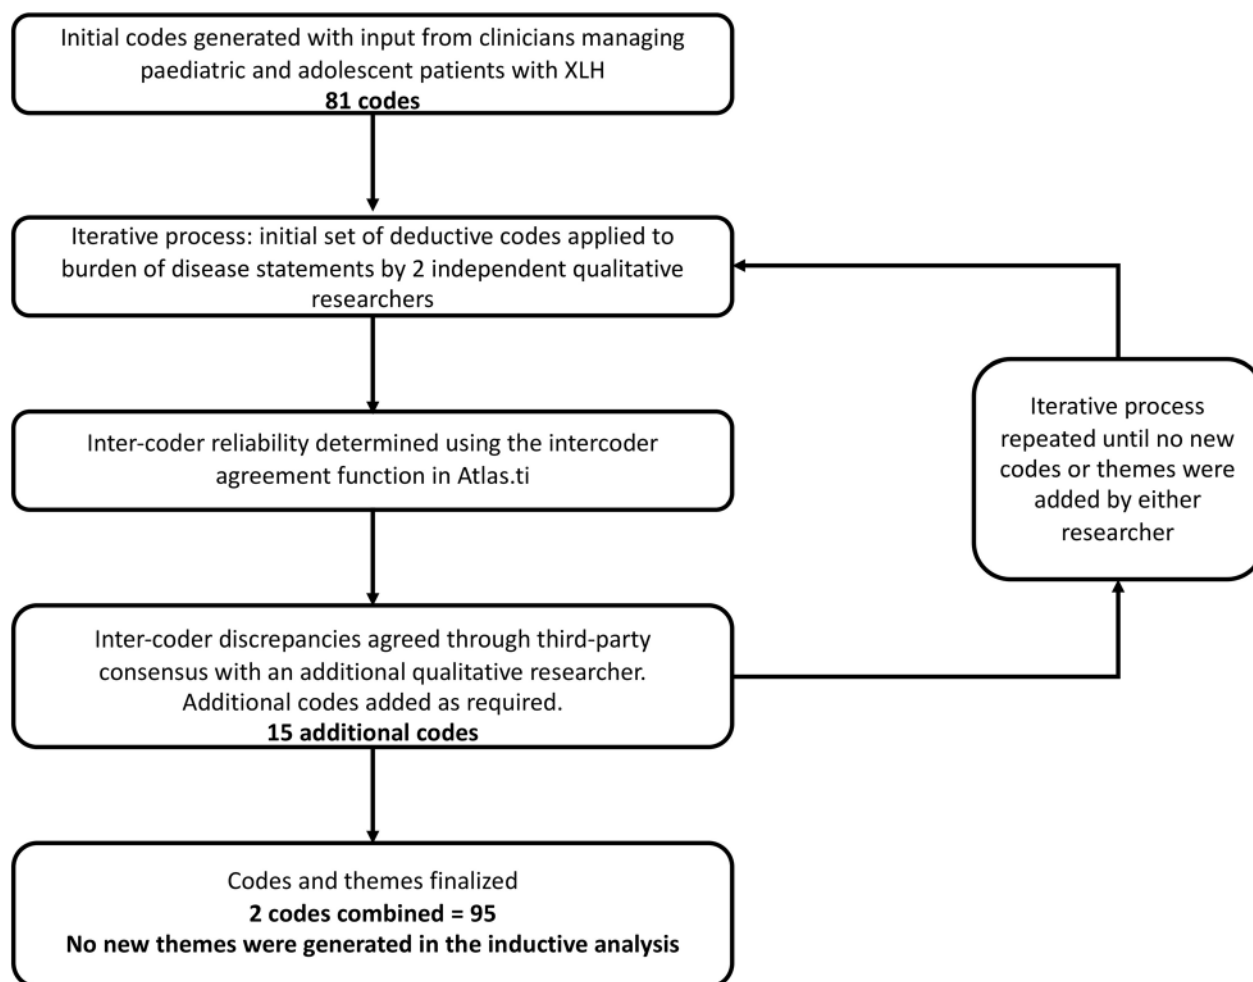 Initial codes generated with input from clinicians managing
paediatric and adolescent patients with XLH
81 codes
Iterative process: initial set of deductive codes applied to
burden of disease statements by 2 independent qualitative
researchers
Inter-coder reliability determined using the intercoder
agreement function in Atlas.ti
Inter-coder discrepancies agreed through third-party
consensus with an additional qualitative researcher.
Additional codes added as required.
15 additional codes
Iterative process
repeated until no new
codes or themes were
added by either
researcher
Codes and themes finalized
2 codes combined = 95
No new themes were generated in the inductive analysis